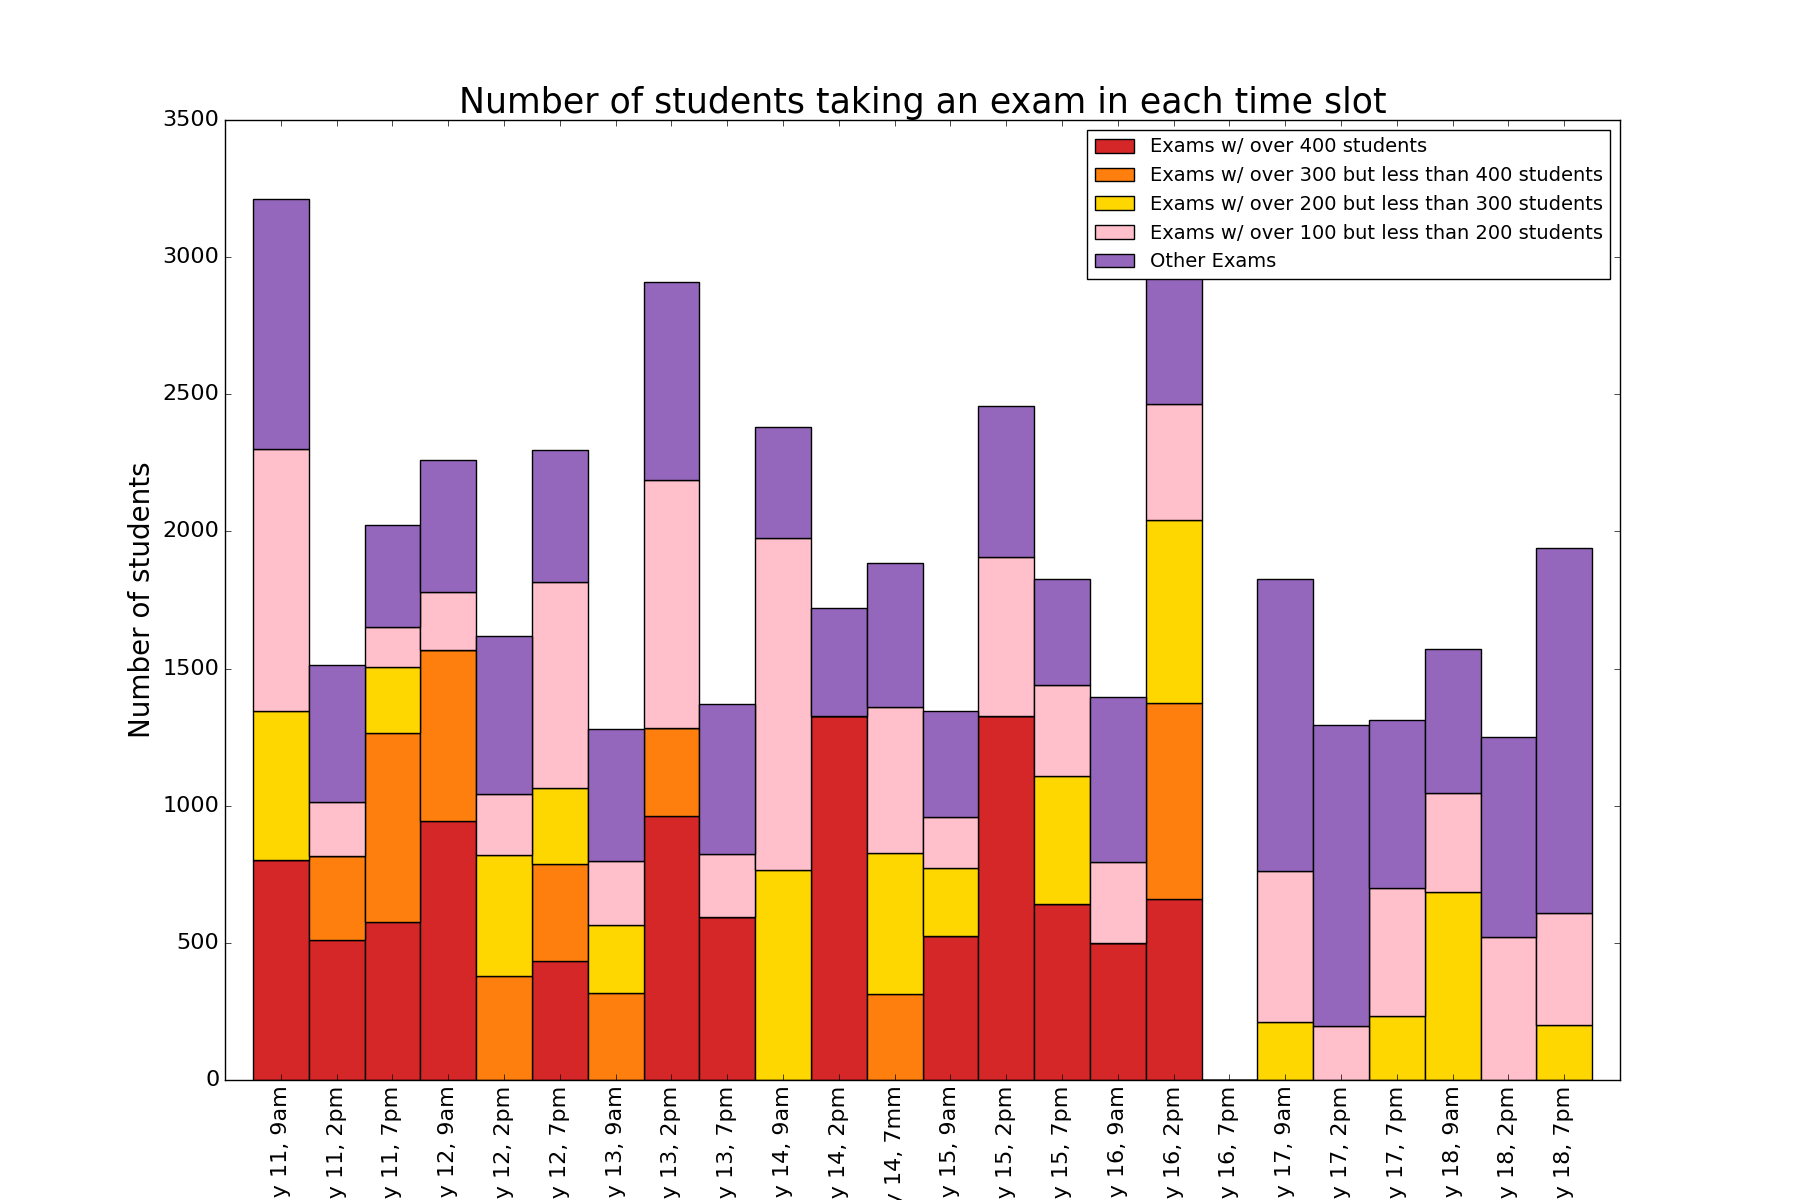 Number of students taking an exam in each time slot
Exams w/ over 400 students
Exams w/ over 300 but less than 400 students
Exams w/ over 200 but less than 300 students
Exams w/ over 100 but less than 200 students
Other Exams
Number of students
3500
3000
2500
2000
1500
1000
500
0
y 11, 9am
y 11, 2pm
y 11, 7pm
y 12, 9am
y 12, 2pm
y 12, 7pm
y 13, 9am
y 13, 2pm
y 13, 7pm
y 14, 9am
y 14, 2pm
y 14, 7mm
y 15, 9am
y 15, 2pm
y 15, 7pm
y 16, 9am
y 16, 2pm
y 16, 7pm
y 17, 9am
y 17, 2pm
y 17, 7pm
y 18, 9am
y 18, 2pm
y 18, 7pm